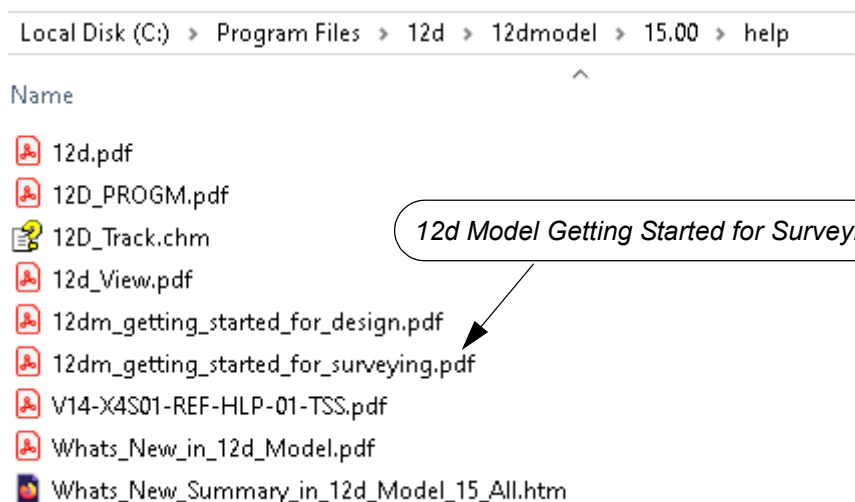 Local Disk (C:) > Program Files > 12d > 12dmodel > 15.00 > help
Name
12d.pdf
12D_PROGM.pdf
12D_Track.chm
12d Model Getting Started for
12d_View.pdf
12dm_getting_started_for_design.pdf
12dm_getting_started_for_surveying.pdf
V14-X4S01-REF-HLP-01-TSS.pdf
Whats_New_in_12d_Model.pdf
Whats_New_Summary_in_12d_Model_15_All.htm